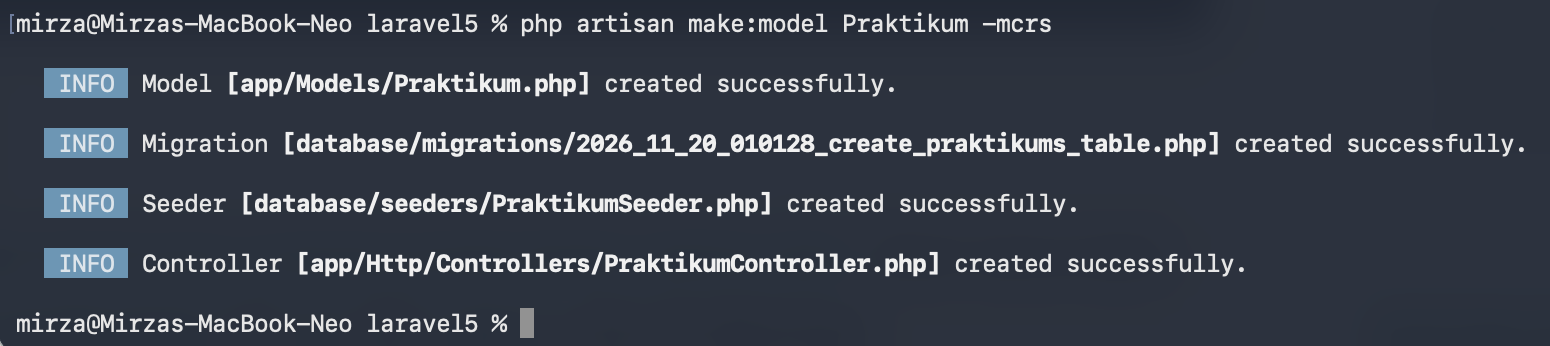 [mirza@Mirzas-MacBook-Neo laravel5 % php artisan make:model Praktikum -mcrs
INFO Model [app/Models/Praktikum.php] created successfully.
INFO Migration [database/migrations/2026_11_20_010128_create_praktikums_table.php] created successfully.
INFO Seeder [database/seeders/PraktikumSeeder.php] created successfully.
INFO Controller [app/Http/Controllers/PraktikumController.php] created successfully.
mirza@Mirzas-MacBook-Neo laravel5 %